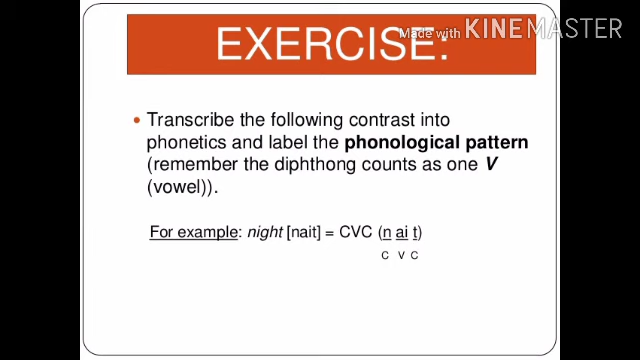 EXERCISE:
Made with KINEMASTER
• Transcribe the following contrast into
phonetics and label the phonological pattern
(remember the diphthong counts as one V
(vowel)).
For example: night [nait] = CVC (n ai t)
C V C